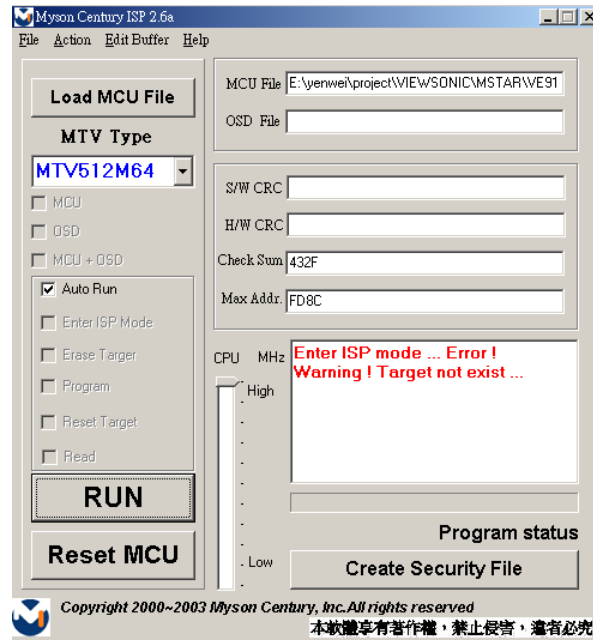 Myson Century ISP 2.6a
File Action Edit Buffer Help
Load MCU File
MTV Type
MTV512M64
MCU
OSD
MCU + OSD
Auto Run
Enter ISP Mode
Erase Targer
Program
Reset Target
Read
RUN
Reset MCU
MCU File E:\yenwei\project\VIEWSONIC\MSTAR\VE91
OSD File
S/W CRC
H/W CRC
Check Sum 432F
Max Addr. FD8C
CPU MHz
High
Low
Enter ISP mode ... Error !
Warning ! Target not exist ...
Program status
Create Security File
Copyright 2000~2003 Myson Century, Inc.All rights reserved
本軟體享有著作權，禁止侵害，違者必究